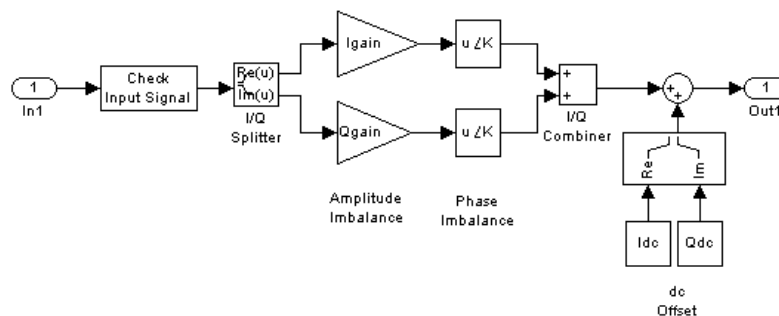 1
In1
Check
Input Signal
Re(u)
Im(u)
I/Q
Splitter
Igain
Qgain
Amplitude
Imbalance
u∠K
u∠K
Phase
Imbalance
+
+
I/Q
Combiner
+
+
1
Out1
Re
Im
Idc
Qdc
dc
Offset